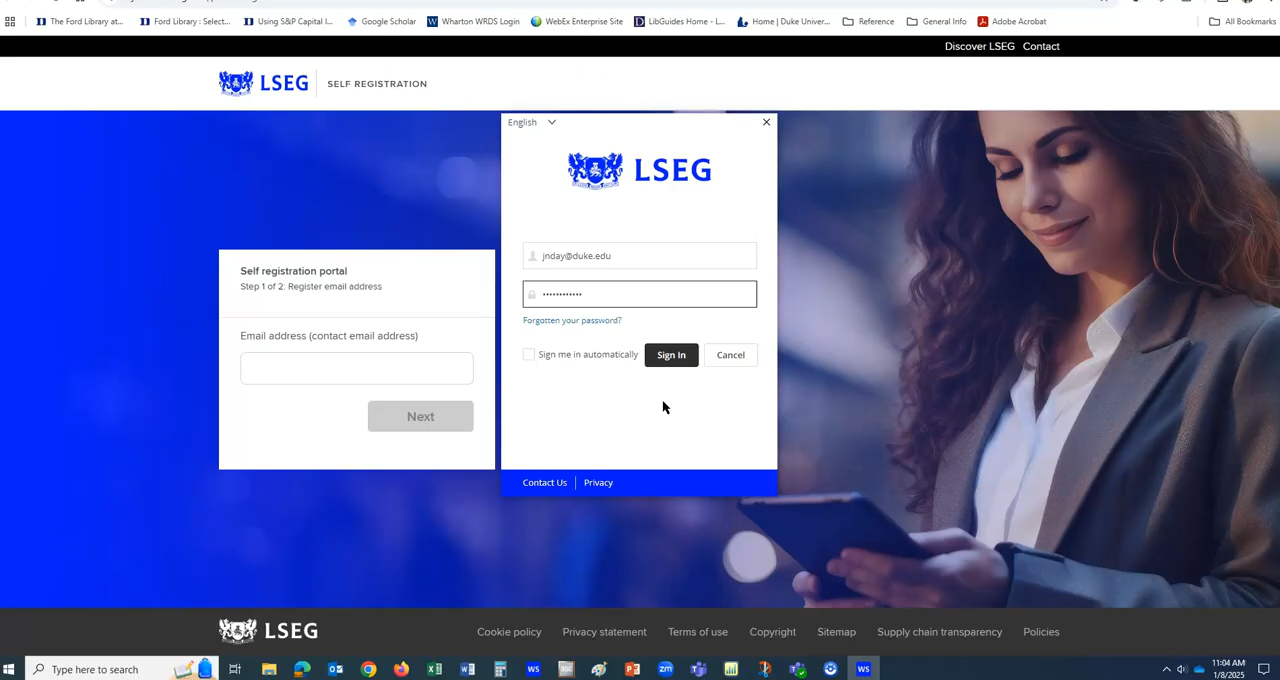 The Ford Library at...
Ford Library : Select...
Using S&P Capital I...
Google Scholar
Wharton WRDS Login
WebEx Enterprise Site
LibGuides Home - L...
Home | Duke Univer...
Reference
General Info
Adobe Acrobat
All Bookmarks
Discover LSEG Contact
LSEG SELF REGISTRATION
English
LSEG
jnday@duke.edu
••••••••••••
Forgotten your password?
Sign me in automatically
Sign In
Cancel
Contact Us | Privacy
Self registration portal
Step 1 of 2: Register email address
Email address (contact email address)
Next
LSEG
Cookie policy
Privacy statement
Terms of use
Copyright
Sitemap
Supply chain transparency
Policies
Type here to search
11:04 AM
1/8/2025